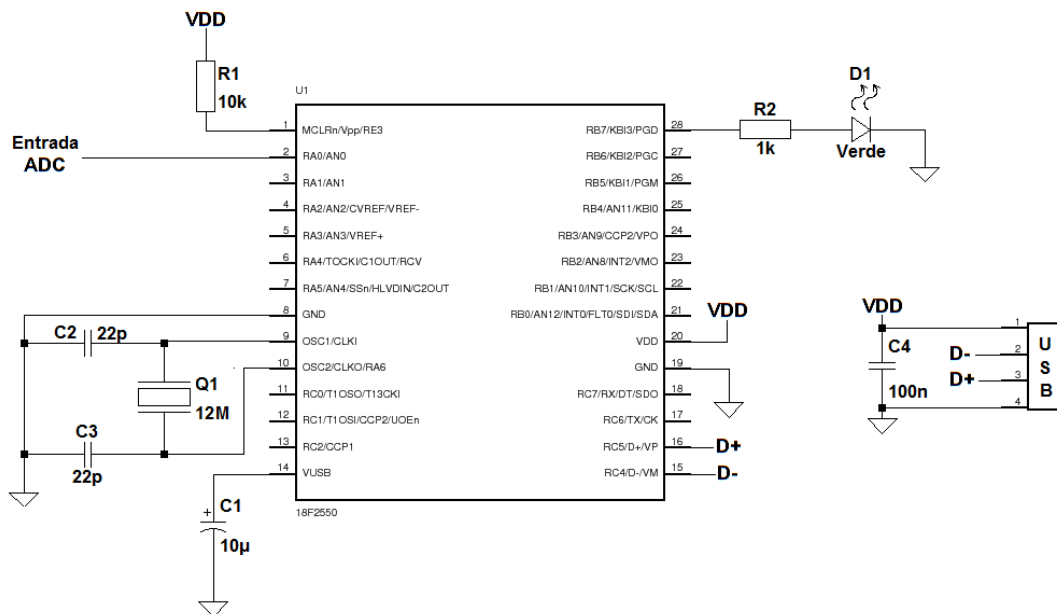 VDD
R1
10k
Entrada
ADC
U1
1 MCLRn/Vpp/RE3
2 RA0/AN0
3 RA1/AN1
4 RA2/AN2/CVREF/VREF-
5 RA3/AN3/VREF+
6 RA4/TOCKI/C1OUT/RCV
7 RA5/AN4/SSn/HLVDIN/C2OUT
8 GND
9 OSC1/CLKI
10 OSC2/CLKO/RA6
11 RC0/T1OSO/T13CKI
12 RC1/T1OSI/CCP2/UOEn
13 RC2/CCP1
14 VUSB
RB7/KBI3/PGD 28
RB6/KBI2/PGC 27
RB5/KBI1/PGM 26
RB4/AN11/KBI0 25
RB3/AN9/CCP2/VPO 24
RB2/AN8/INT2/VMO 23
RB1/AN10/INT1/SCK/SCL 22
RB0/AN12/INT0/FLT0/SDI/SDA 21
VDD 20
GND 19
RC7/RX/DT/SDO 18
RC6/TX/CK 17
RC5/D+/VP 16
RC4/D-/VM 15
18F2550
C2 22p
Q1
12M
C3
22p
C1
+
10µ
R2
1k
D1
Verde
VDD
D+
D-
VDD
C4
100n
D-
D+
1
2
3
4
U
S
B